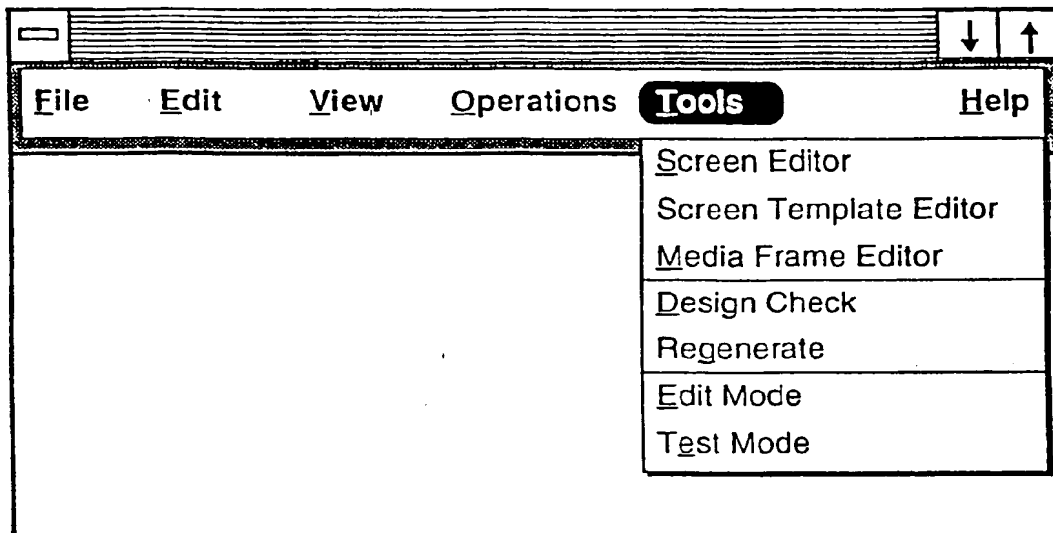 File Edit View Operations Tools Help
Screen Editor
Screen Template Editor
Media Frame Editor
Design Check
Regenerate
Edit Mode
Test Mode